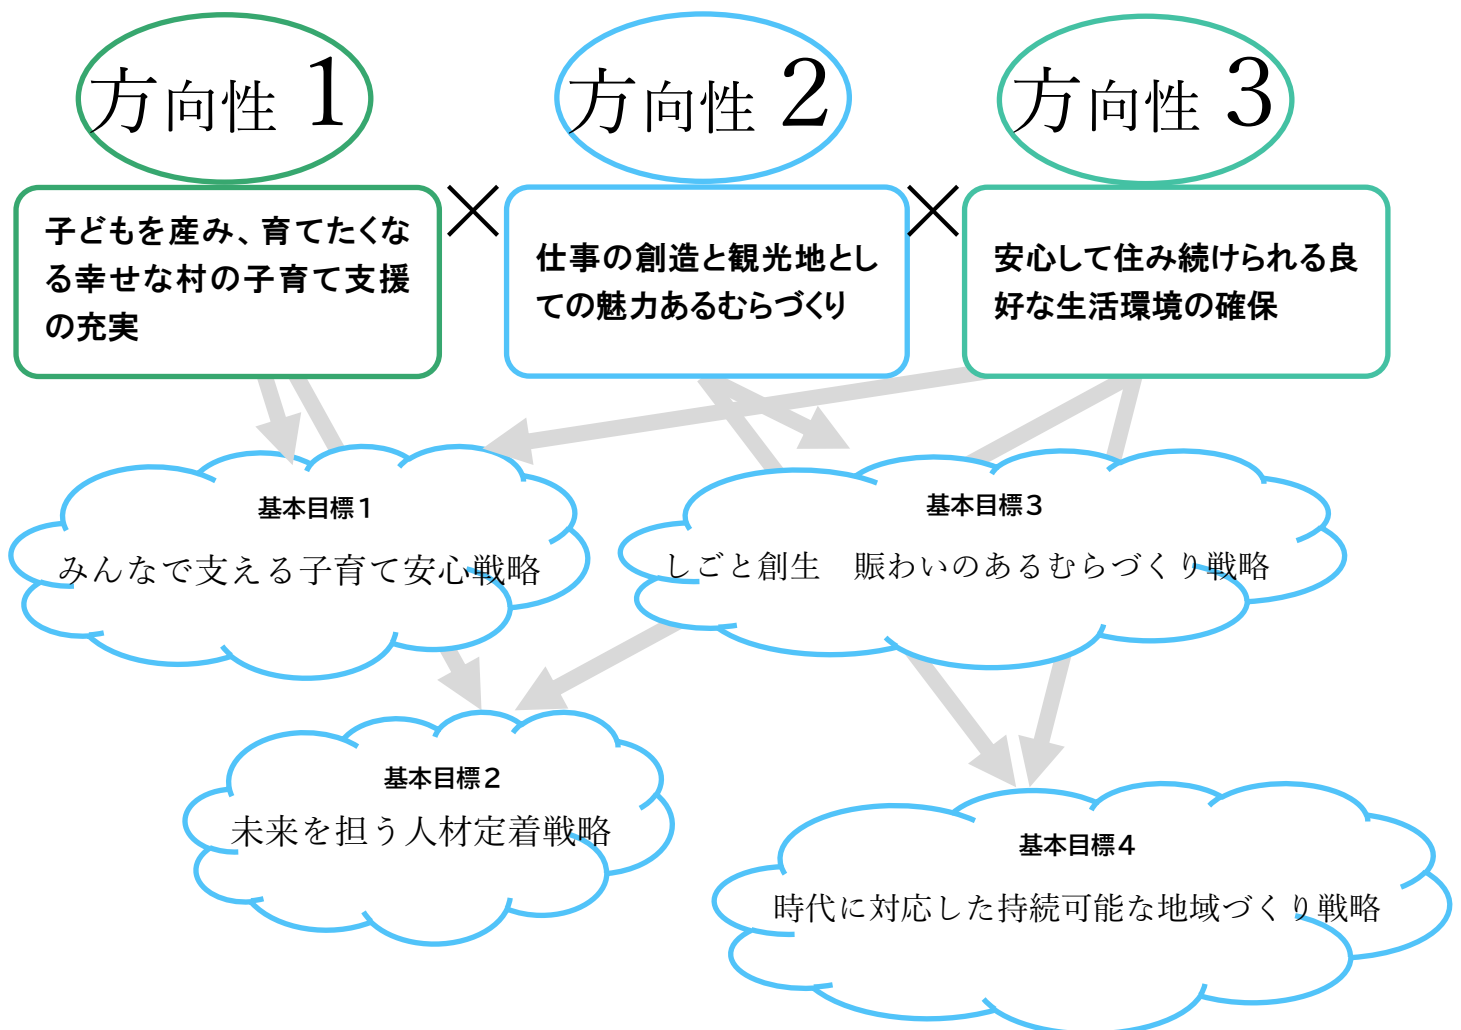 方向性 1
方向性 2
方向性 3
子どもを産み、育てたくな
る幸せな村の子育て支援
の充実
×
仕事の創造と観光地とし
ての魅力あるむらづくり
×
安心して住み続けられる良
好な生活環境の確保
基本目標１
みんなで支える子育て安心戦略
基本目標３
しごと創生　賑わいのあるむらづくり戦略
基本目標２
未来を担う人材定着戦略
基本目標４
時代に対応した持続可能な地域づくり戦略